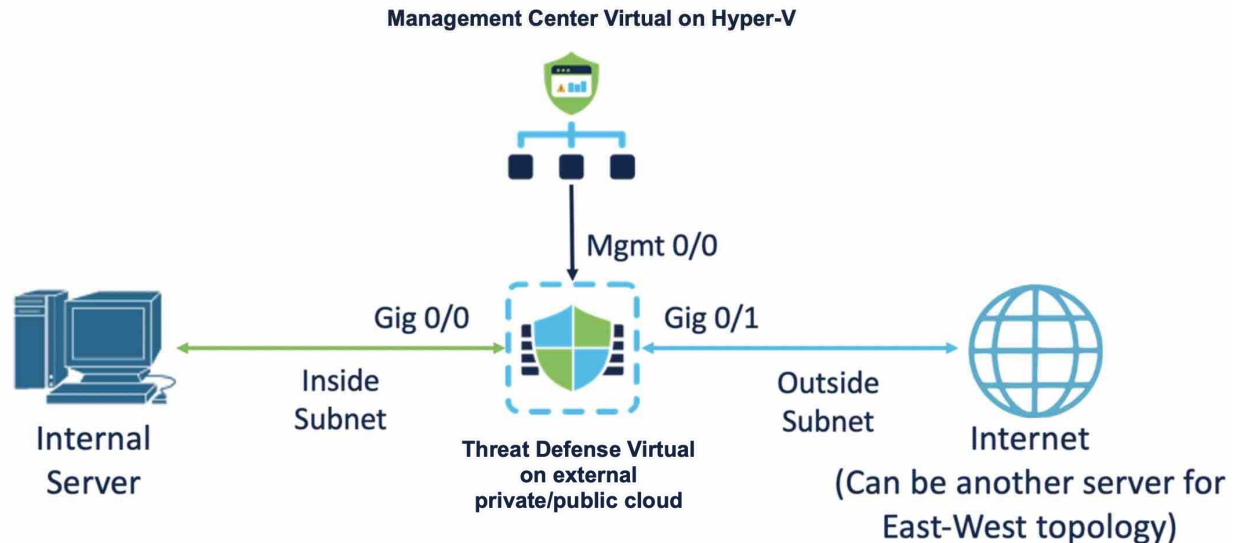 Management Center Virtual on Hyper-V
Mgmt 0/0
Gig 0/0
Gig 0/1
Inside
Subnet
Outside
Subnet
Internal
Server
Threat Defense Virtual
on external
private/public cloud
Internet
(Can be another server for
East-West topology)